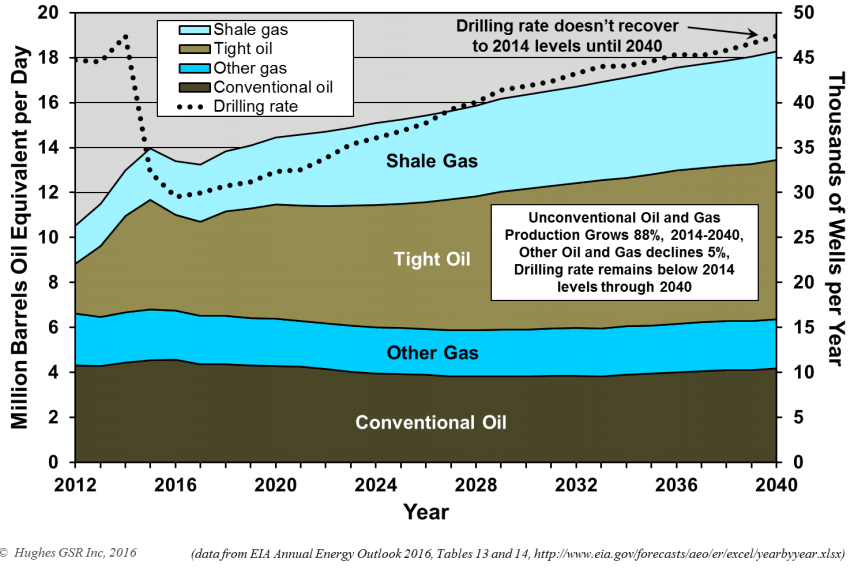 20
18
16
14
12
10
8
6
4
2
0
Million Barrels Oil Equivalent per Day
Shale gas
Tight oil
Other gas
Conventional oil
Drilling rate
Drilling rate doesn't recover
to 2014 levels until 2040
Shale Gas
Tight Oil
Other Gas
Conventional Oil
Unconventional Oil and Gas
Production Grows 88%, 2014-2040,
Other Oil and Gas declines 5%,
Drilling rate remains below 2014
levels through 2040
50
45
40
35
30
25
20
15
10
5
0
Thousands of Wells per Year
2012 2016 2020 2024 2028 2032 2036 2040
Year
© Hughes GSR Inc, 2016
(data from EIA Annual Energy Outlook 2016, Tables 13 and 14, http://www.eia.gov/forecasts/aeo/er/excel/yearbyyear.xlsx)